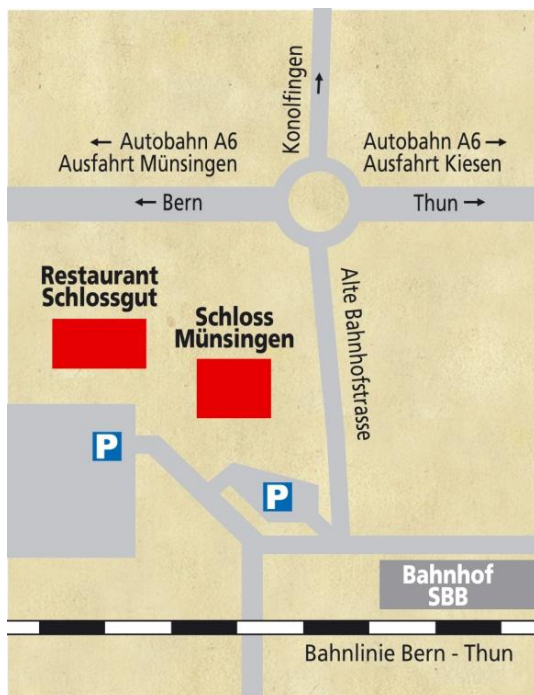 Konolfingen
← Autobahn A6
Ausfahrt Münsingen
Autobahn A6 →
Ausfahrt Kiesen
← Bern
Thun →
Restaurant
Schlossgut
Schloss
Münsingen
Alte Bahnhofstrasse
P
P
Bahnhof
SBB
Bahnlinie Bern - Thun